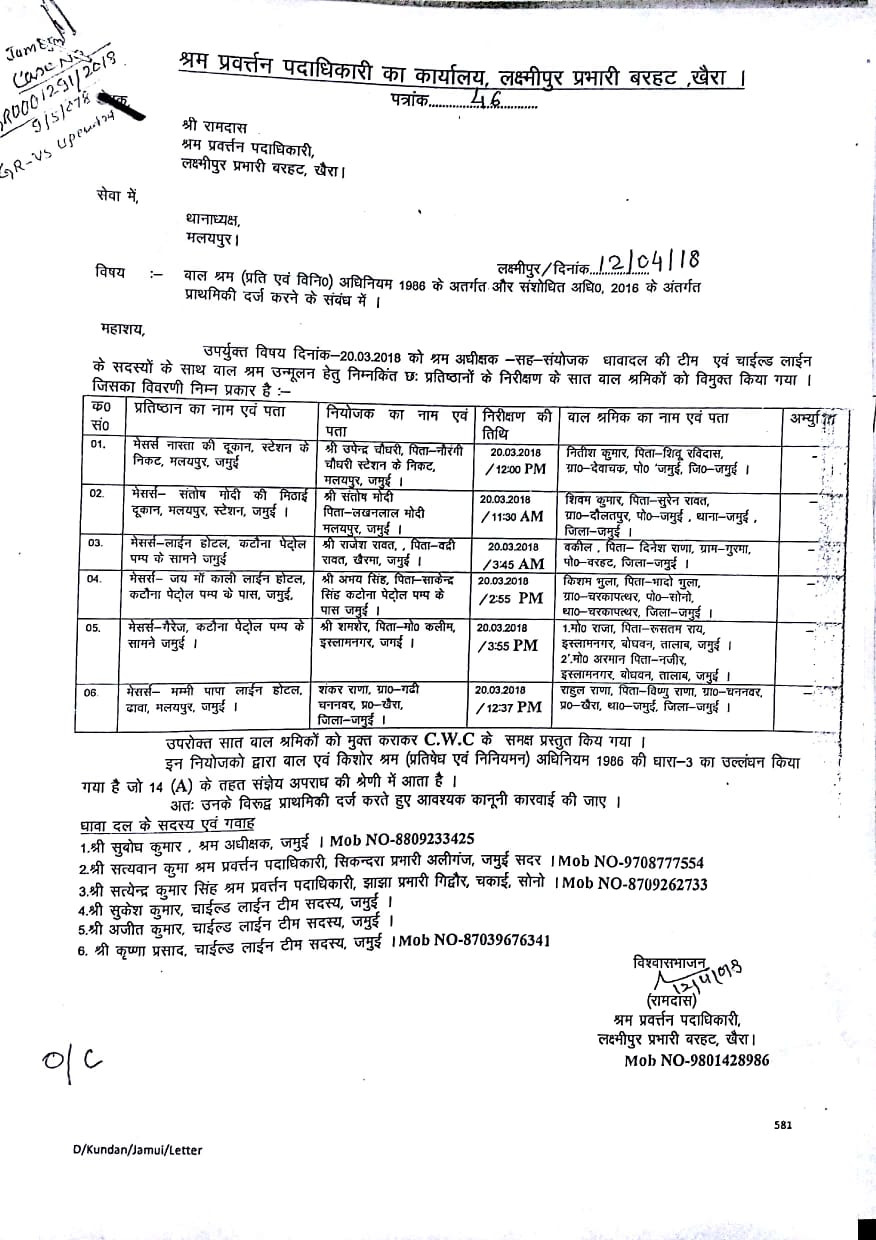 Jamui
Case No
GR0001291/2018
9/5/2018
GR-VS Upendra
श्रम प्रवर्त्तन पदाधिकारी का कार्यालय, लक्ष्मीपुर प्रभारी बरहट ,खैरा ।
पत्रांक.......46.......
श्री रामदास
श्रम प्रवर्त्तन पदाधिकारी,
लक्ष्मीपुर प्रभारी बरहट, खैरा।
सेवा में,
थानाध्यक्ष,
मलयपुर।
लक्ष्मीपुर/दिनांक..12/04/18
विषय :- वाल श्रम (प्रति एवं विनि0) अधिनियम 1986 के अतर्गत और संशोधित अधि0, 2016 के अंतर्गत
प्राथमिकी दर्ज करने के संबंघ में ।
महाशय,
उपर्युक्त विषय दिनांक-20.03.2018 को श्रम अधीक्षक -सह-संयोजक धावादल की टीम एवं चाईल्ड लाईन
के सदस्यों के साथ वाल श्रम उन्मूलन हेतु निम्नकिंत छः प्रतिष्ठानों के निरीक्षण के सात वाल श्रमिकों को विमुक्त किया गया ।
जिसका विवरणी निम्न प्रकार है :-
क0 सं0 | प्रतिष्ठान का नाम एवं पता | नियोजक का नाम एवं पता | निरीक्षण की तिथि | वाल श्रमिक का नाम एवं पता
01. | मेसर्स नास्ता की दूकान, स्टेशन के निकट, मलयपुर, जमुई | श्री उपेन्द्र चौघरी, पिता-नौरंगी चौघरी स्टेशन के निकट, मलयपुर, जमुई । | 20.03.2018 /12:00 PM | नितीश कुमार, पिता-शिवू रविदास, ग्रा0-देवाचक, पो0 'जमुई, जि0-जमुई । | -
02. | मेसर्स- संतोष मोदी की मिठाई दूकान, मलयपुर, स्टेशन, जमुई । | श्री संतोष मोदी पिता-लखनलाल मोदी मलयपुर, जमुई । | 20.03.2018 /11:30 AM | शिवम कुमार, पिता-सुरेन रावत, ग्रा0-दौलतपुर, पो0-जमुई , थाना-जमुई , जिला-जमुई । | -
03. | मेसर्स-लाईन होटल, कटौना पेट्रोल पम्प के सामने जमुई | श्री राजेश रावत, , पिता-वदी रावत, खैरमा, जमुई । | 20.03.2018 /3:45 AM | वकील , पिता- दिनेश राणा, ग्राम-गुरमा, पो0-वरहट, जिला-जमुई । | -
04. | मेसर्स- जय माँ काली लाईन होटल, कटौना पेट्रोल पम्प के पास, जमुई, | श्री अभय सिंह, पिता-साकेन्द्र सिंह कटोना पेट्रोल पम्प के पास जमुई । | 20.03.2018 /2:55 PM | किशम भुला, पिता-भादो भुला, ग्रा0-चरकापत्थर, प0-सोनो, था0-चरकापत्थर, जिला-जमुई । | -
05. | मेसर्स-गैरेज, कटौना पेट्रोल पम्प के सामने जमुई । | श्री शमशेर, पिता-मो0 कलीम, इस्लामनगर, जमई । | 20.03.2018 /3:55 PM | 1.मो0 राजा, पिता-रूसतम राय, इस्लामनगर, बोघवन, तालाब, जमुई । 2'.मो0 अरमान पिता-नजीर, इस्लामनगर, बोघवन, तालाब, जमुई । | -
06 | मेसर्स- मम्मी पापा लाईन होटल, ढावा, मलयपुर, जमुई । | शंकर राणा, ग्रा0-गढी चननवर, प्र0-खैरा, जिला-जमुई । | 20.03.2018 /12:37 PM | राहुल राणा, पिता-विष्णु राणा, ग्रा0-चननवर, प्र0-खैरा, था0-जमुई, जिला-जमुई । | -
उपरोक्त सात वाल श्रमिकों को मुक्त कराकर C.W.C के समक्ष प्रस्तुत किय गया ।
इन नियोजको द्वारा बाल एवं किशोर श्रम (प्रतिषेघ एवं निनियमन) अधिनियम 1986 की घारा-3 का उल्लंघन किया
गया है जो 14 (A) के तहत संज्ञेय अपराघ की श्रेणी में आता है ।
अतः उनके विरूद्व प्राथमिकी दर्ज करते हुए आवश्यक कानूनी कारवाई की जाए ।
घावा दल के सदस्य एवं गवाह
1.श्री सुबोघ कुमार , श्रम अधीक्षक, जमुई । Mob NO-8809233425
2.श्री सत्यवान कुमा श्रम प्रवर्त्तन पदाधिकारी, सिकन्दरा प्रभारी अलीगंज, जमुई सदर ।Mob NO-9708777554
3.श्री सत्येन्द्र कुमार सिंह श्रम प्रवर्त्तन पदाधिकारी, झाझा प्रभारी गिद्वौर, चकाई, सोनो ।Mob NO-8709262733
4.श्री सुकेश कुमार, चाईल्ड लाईन टीम सदस्य, जमुई ।
5.श्री अजीत कुमार, चाईल्ड लाईन टीम सदस्य, जमुई ।
6. श्री कृष्णा प्रसाद, चाईल्ड लाईन टीम सदस्य, जमुई ।Mob NO-87039676341
विश्वासभाजन
12/4/018
(रामदास)
श्रम प्रवर्त्तन पदाधिकारी,
लक्ष्मीपुर प्रभारी बरहट, खैरा।
Mob NO-9801428986
O/C
581
D/Kundan/Jamui/Letter